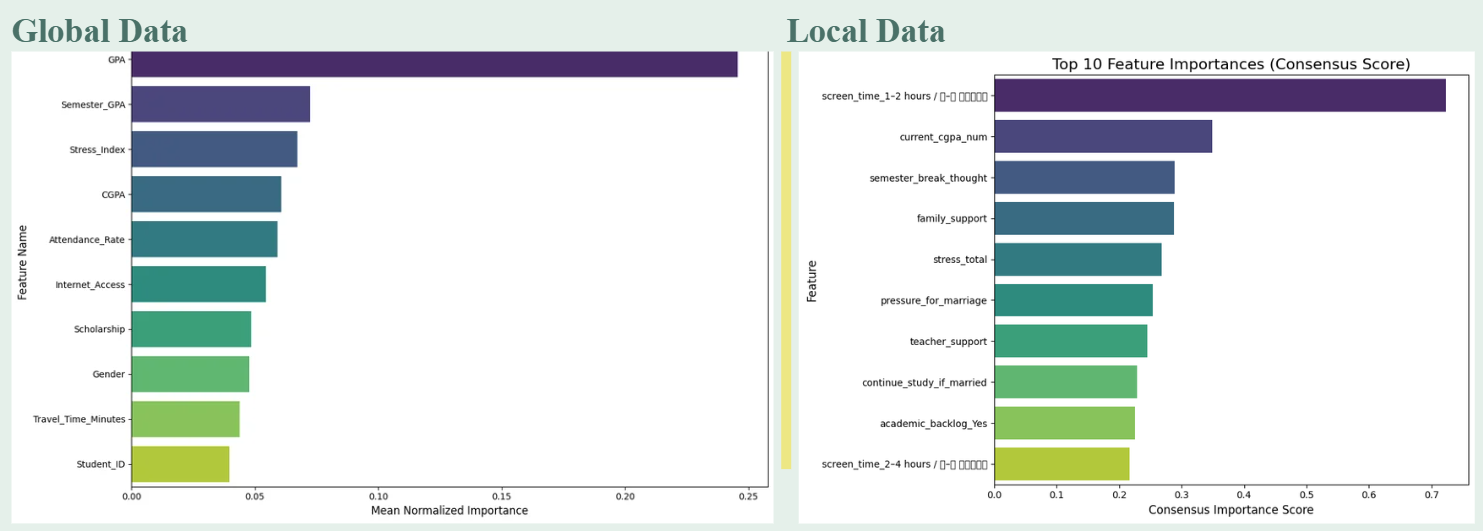 Global Data
GPA
Semester_GPA
Stress_Index
CGPA
Attendance_Rate
Internet_Access
Scholarship
Gender
Travel_Time_Minutes
Student_ID
Feature Name
0.00 0.05 0.10 0.15 0.20 0.25
Mean Normalized Importance
Local Data
Top 10 Feature Importances (Consensus Score)
screen_time_1–2 hours /
current_cgpa_num
semester_break_thought
family_support
stress_total
pressure_for_marriage
teacher_support
continue_study_if_married
academic_backlog_Yes
screen_time_2–4 hours /
Feature
0.0 0.1 0.2 0.3 0.4 0.5 0.6 0.7
Consensus Importance Score